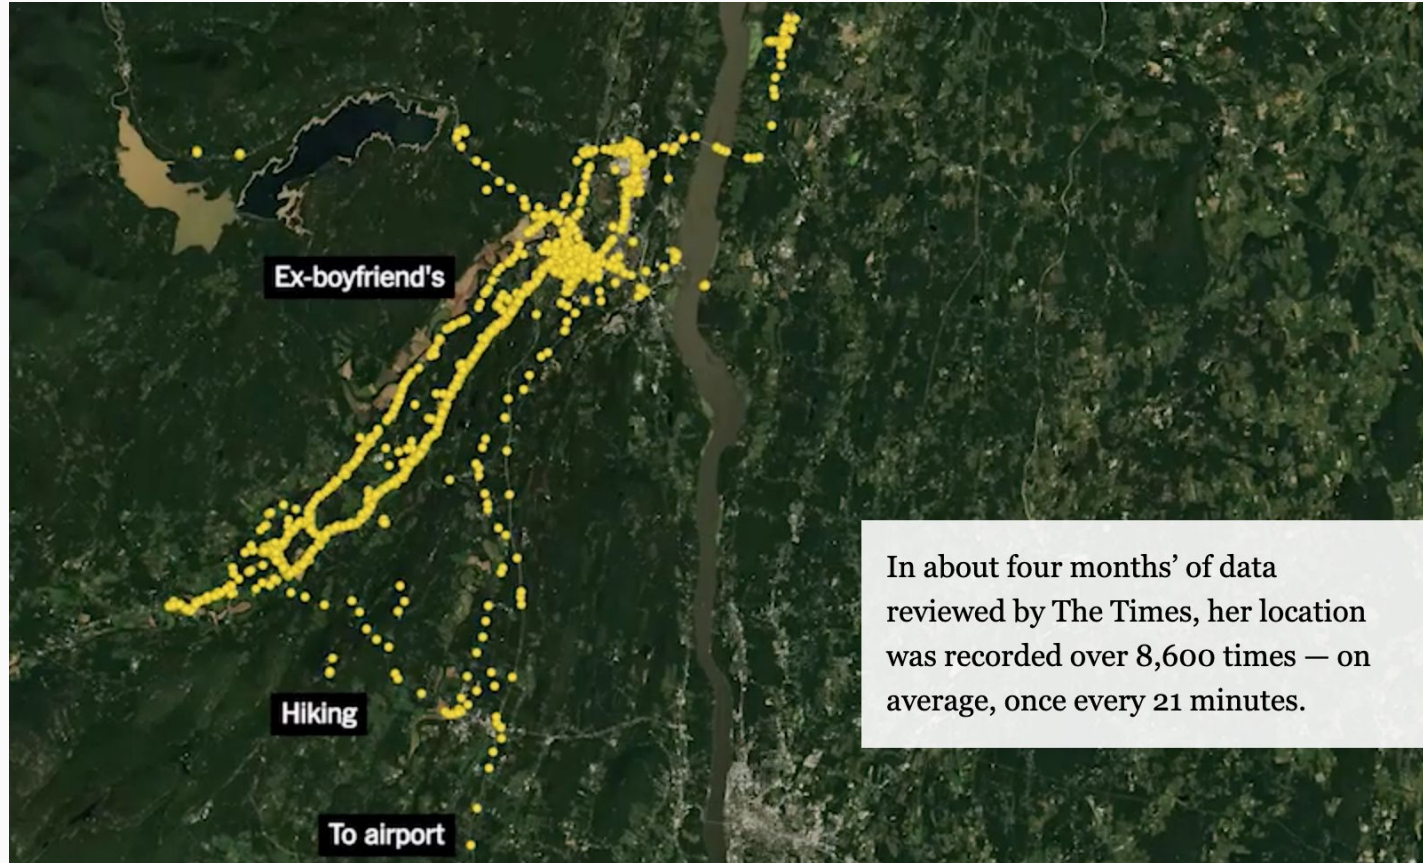 Ex-boyfriend's
In about four months’ of data
reviewed by The Times, her location
was recorded over 8,600 times — on
average, once every 21 minutes.
Hiking
To airport